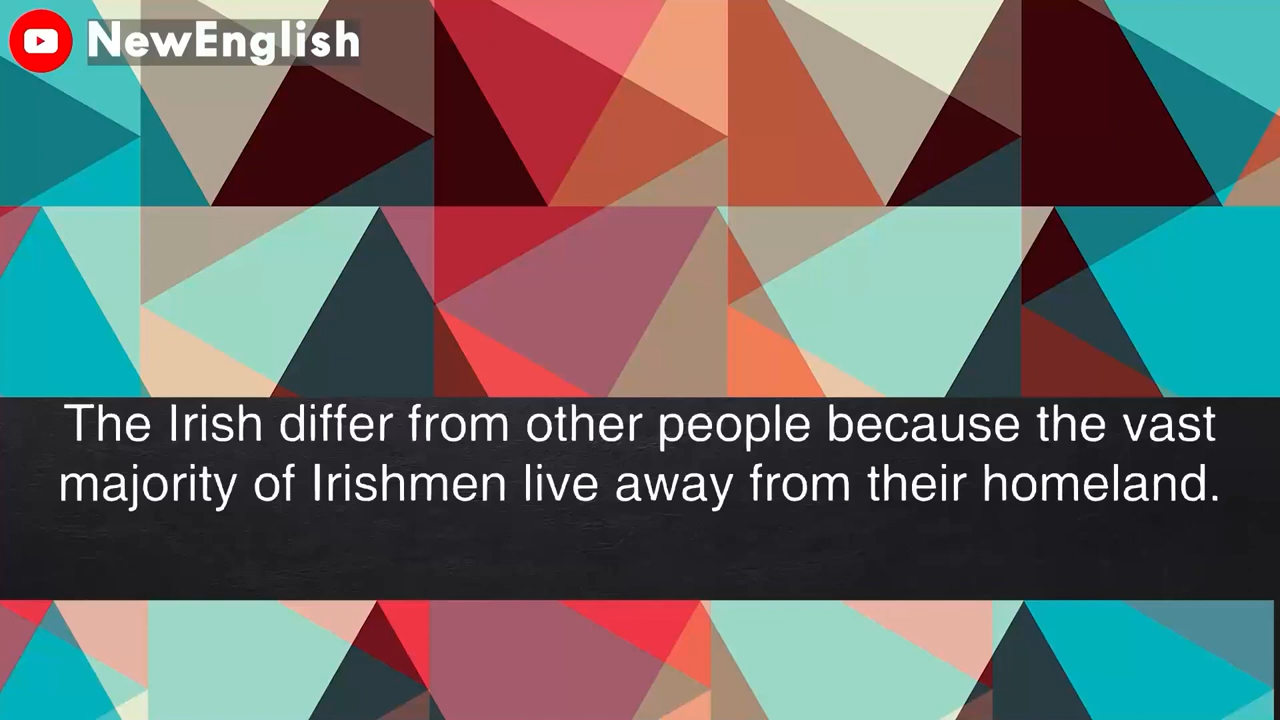 NewEnglish
The Irish differ from other people because the vast
majority of Irishmen live away from their homeland.